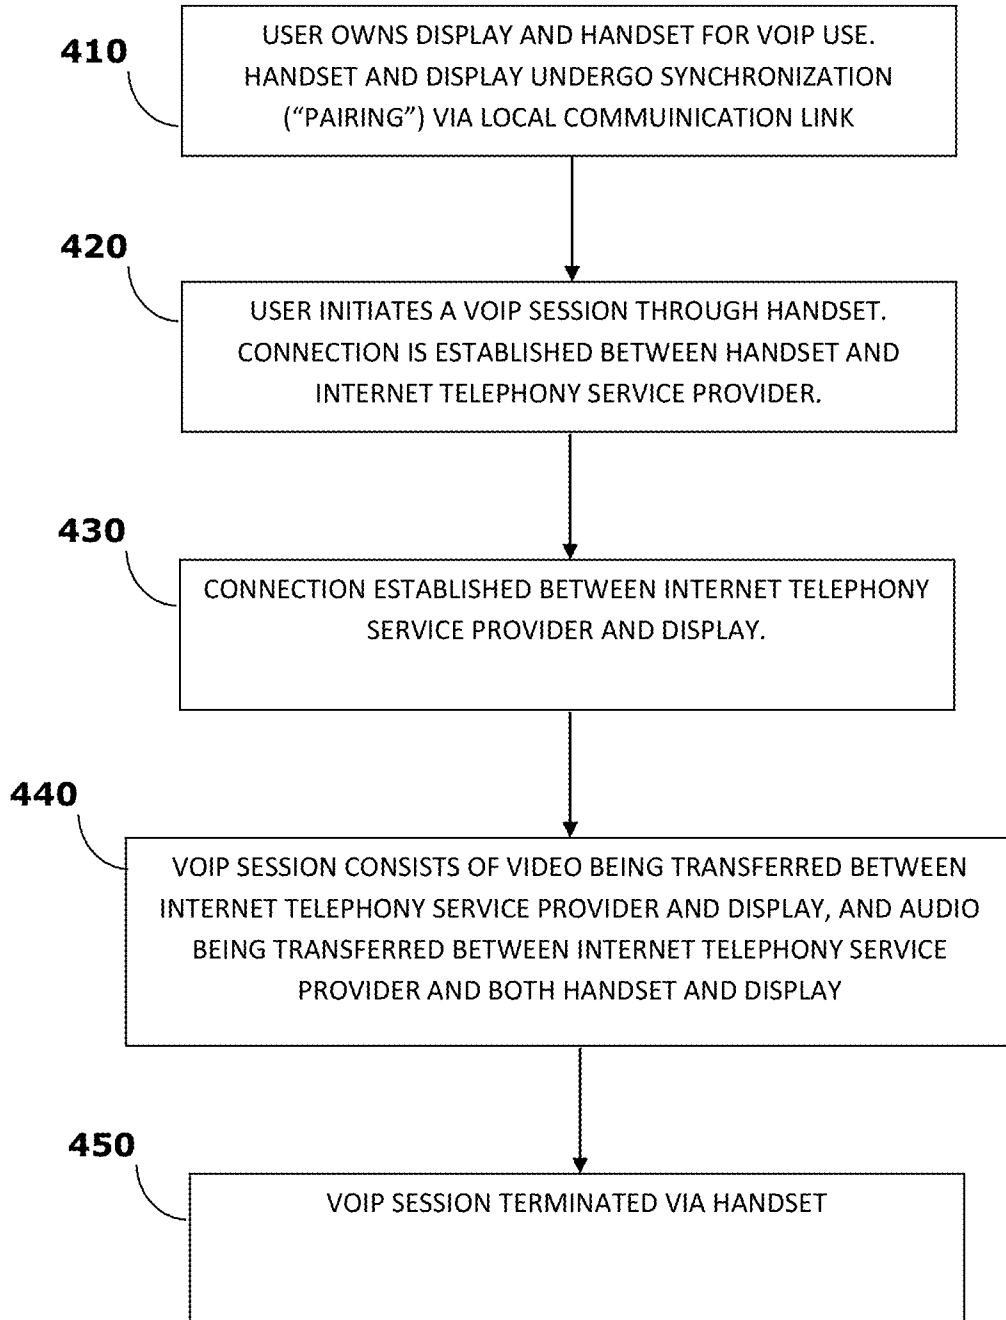 410
USER OWNS DISPLAY AND HANDSET FOR VOIP USE.
HANDSET AND DISPLAY UNDERGO SYNCHRONIZATION
(“PAIRING”) VIA LOCAL COMMUINICATION LINK
420
USER INITIATES A VOIP SESSION THROUGH HANDSET.
CONNECTION IS ESTABLISHED BETWEEN HANDSET AND
INTERNET TELEPHONY SERVICE PROVIDER.
430
CONNECTION ESTABLISHED BETWEEN INTERNET TELEPHONY
SERVICE PROVIDER AND DISPLAY.
440
VOIP SESSION CONSISTS OF VIDEO BEING TRANSFERRED BETWEEN
INTERNET TELEPHONY SERVICE PROVIDER AND DISPLAY, AND AUDIO
BEING TRANSFERRED BETWEEN INTERNET TELEPHONY SERVICE
PROVIDER AND BOTH HANDSET AND DISPLAY
450
VOIP SESSION TERMINATED VIA HANDSET